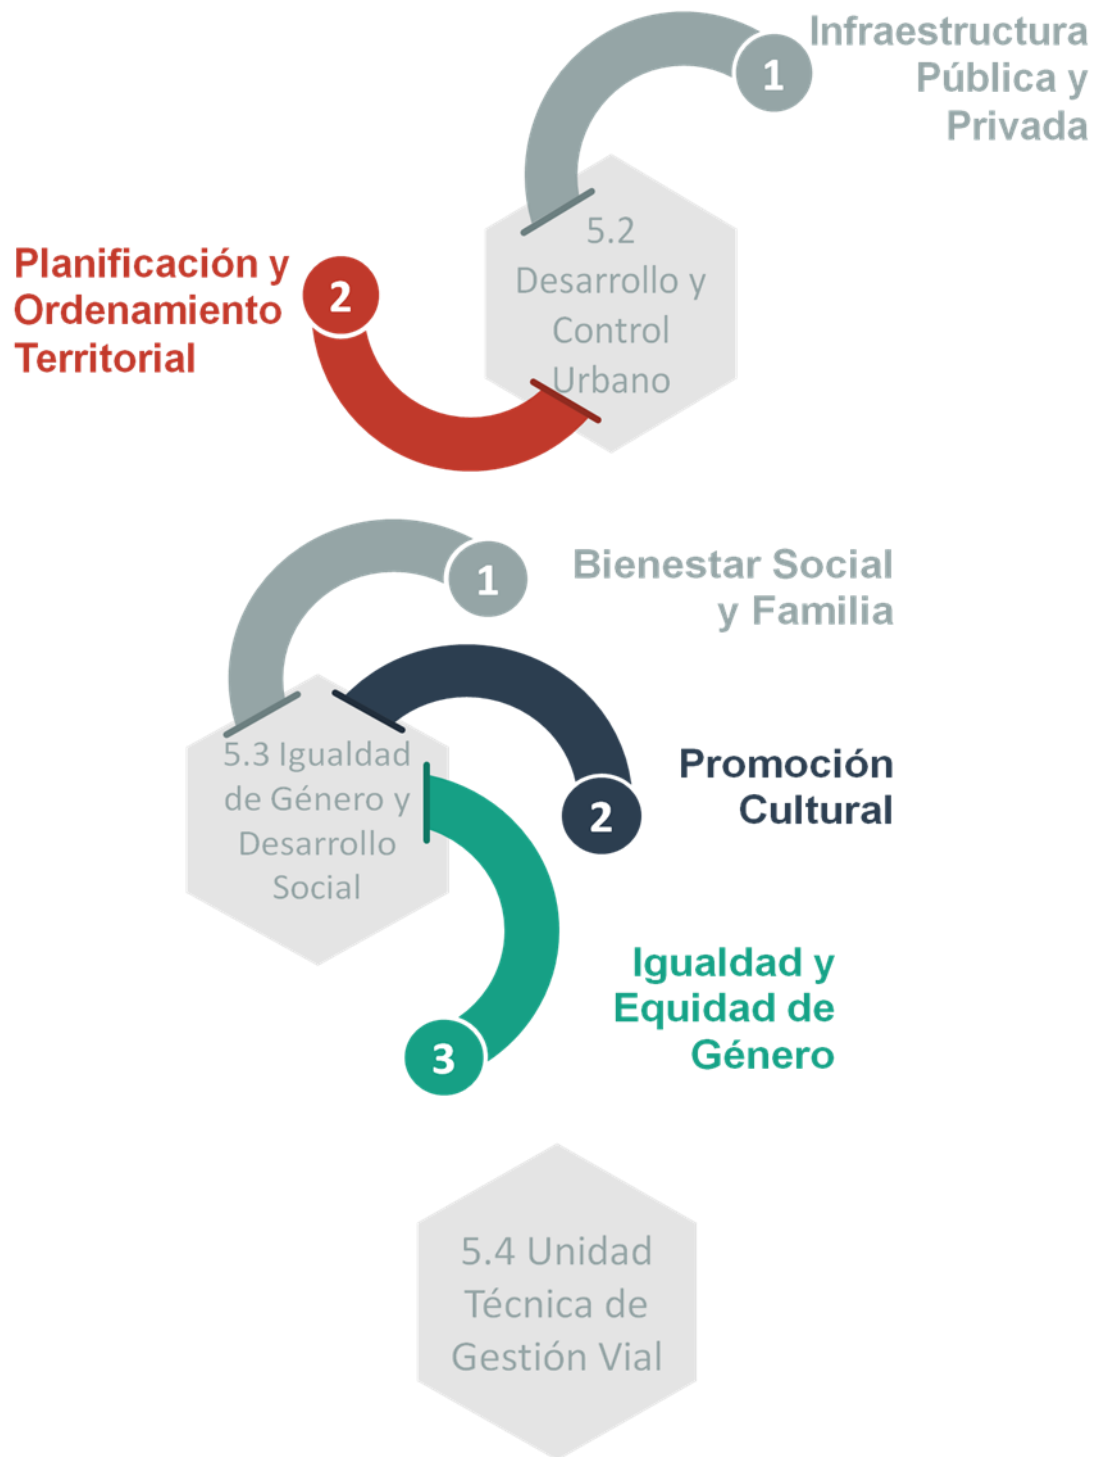 1
Infraestructura
Pública y
Privada
5.2
Desarrollo y
Control
Urbano
Planificación y
Ordenamiento
Territorial
2
1
Bienestar Social
y Familia
5.3 Igualdad
de Género y
Desarrollo
Social
Promoción
Cultural
2
Igualdad y
Equidad de
Género
3
5.4 Unidad
Técnica de
Gestión Vial